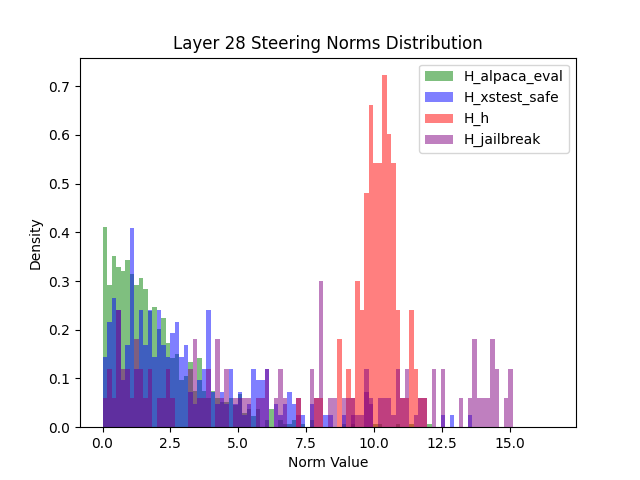 Layer 28 Steering Norms Distribution
H_alpaca_eval
H_xstest_safe
H_h
H_jailbreak
Density
0.7
0.6
0.5
0.4
0.3
0.2
0.1
0.0
0.0 2.5 5.0 7.5 10.0 12.5 15.0
Norm Value